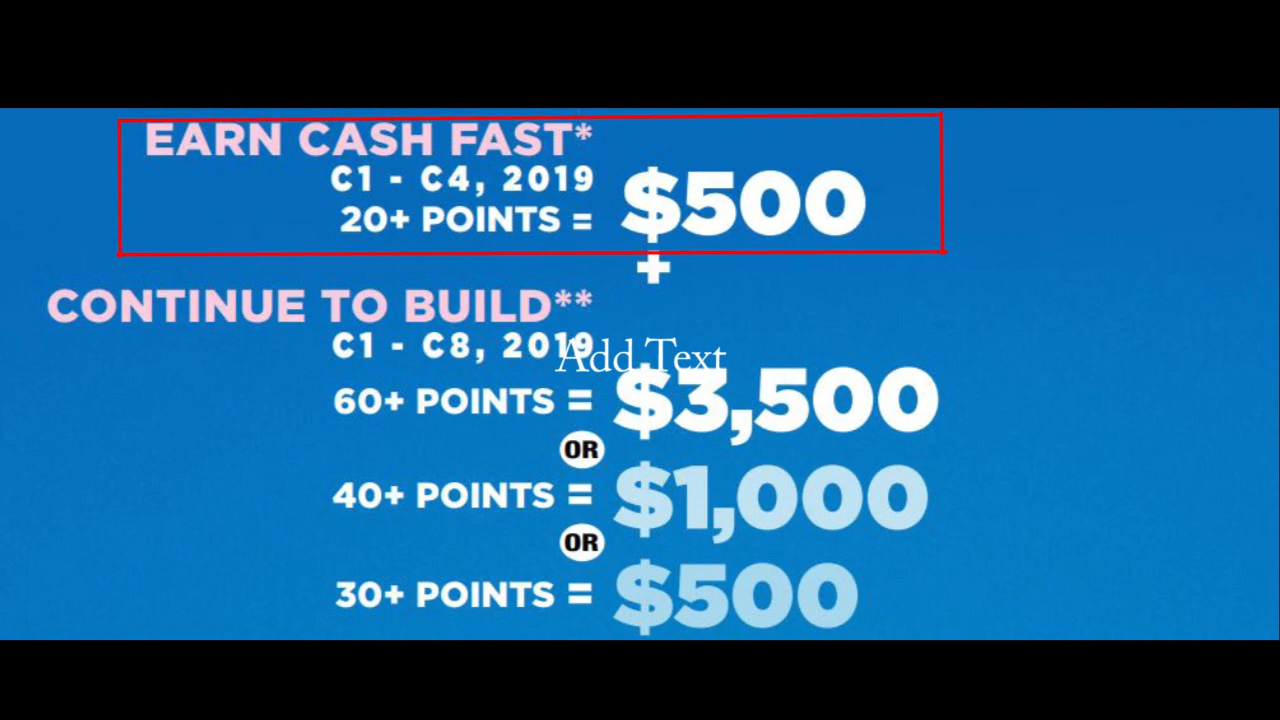 EARN CASH FAST*
C1 - C4, 2019
20+ POINTS = $500
+
CONTINUE TO BUILD**
C1 - C8, 2019
Add Text
60+ POINTS = $3,500
OR
40+ POINTS = $1,000
OR
30+ POINTS = $500